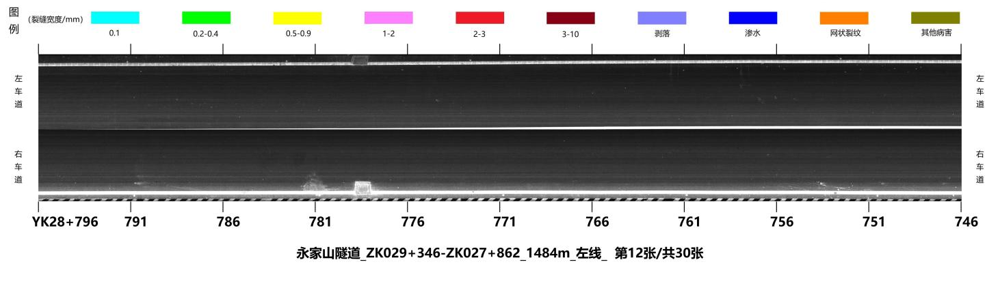 图例
(裂缝宽度/mm)
0.1
0.2-0.4
0.5-0.9
1-2
2-3
3-10
剥落
渗水
网状裂纹
其他病害
左车道
左车道
右车道
右车道
YK28+796 791 786 781 776 771 766 761 756 751 746
永家山隧道_ZK029+346-ZK027+862_1484m_左线_ 第12张/共30张